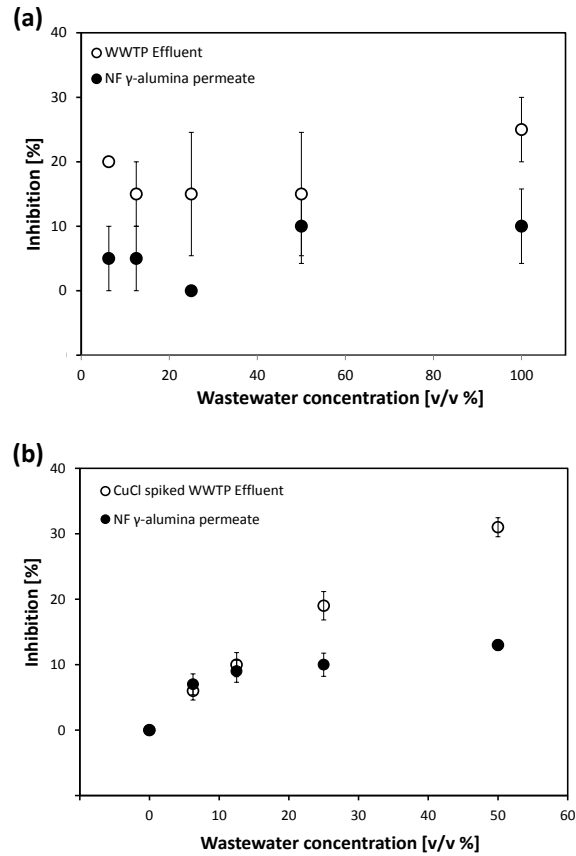 (a)
40
WWTP Effluent
NF γ-alumina permeate
30
20
10
0
Inhibition [%]
0 20 40 60 80 100
Wastewater concentration [v/v %]
(b)
40
CuCl spiked WWTP Effluent
NF γ-alumina permeate
30
20
10
0
Inhibition [%]
0 10 20 30 40 50 60
Wastewater concentration [v/v %]